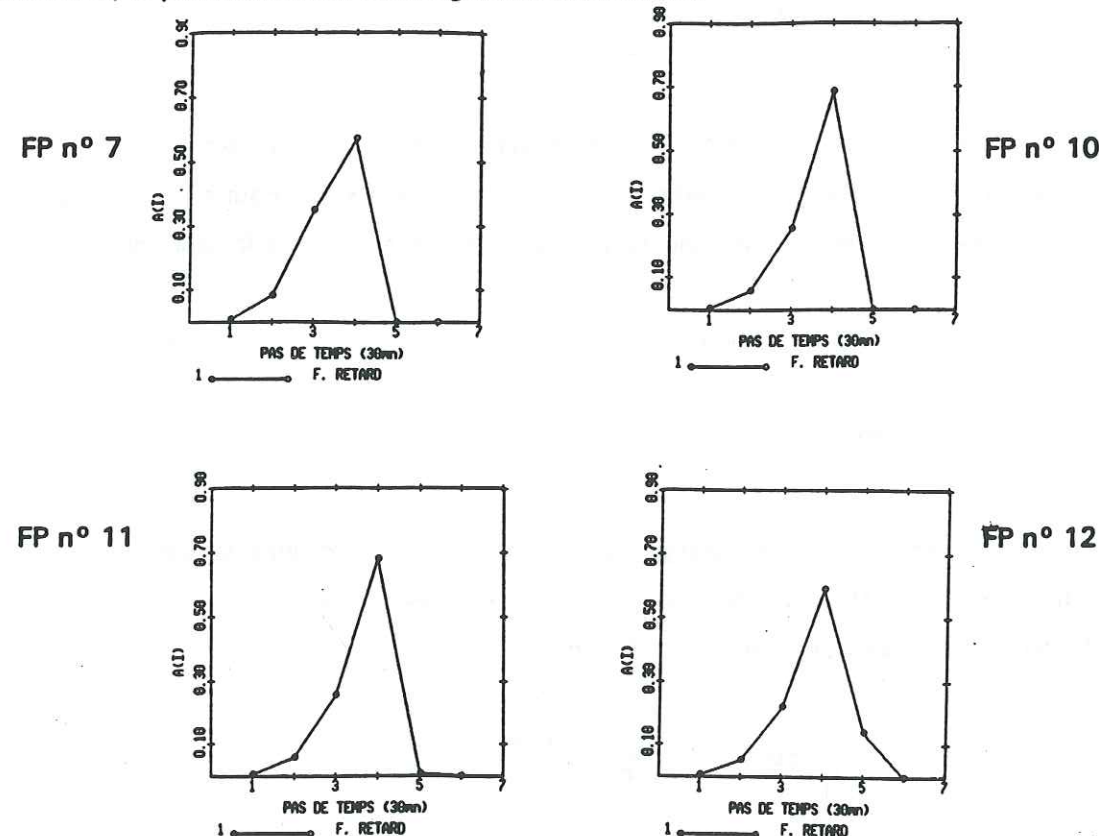 FP nº 7
0.90
0.70
0.50
0.30
0.10
A(I)
1 3 5 7
PAS DE TEMPS (30mn)
1 F. RETARD
FP nº 10
0.90
0.70
0.50
0.30
0.10
A(I)
1 3 5 7
PAS DE TEMPS (30mn)
1 F. RETARD
FP nº 11
0.90
0.70
0.50
0.30
0.10
A(I)
1 3 5 7
PAS DE TEMPS (30mn)
1 F. RETARD
FP nº 12
0.90
0.70
0.50
0.30
0.10
A(I)
1 3 5 7
PAS DE TEMPS (30mn)
1 F. RETARD